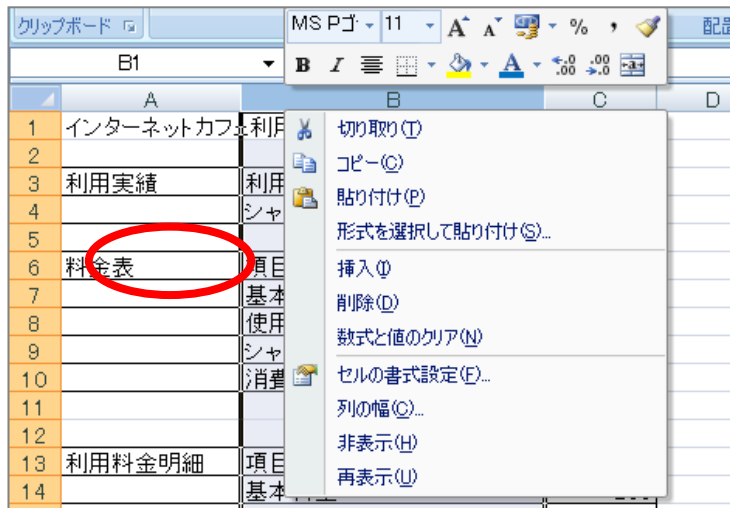 クリップボード
MS Pゴ 11 A A % ,
配
B1
B I A .00 .00 a
A B C D
1 インターネットカフェ利用
2
3 利用実績 利用
4 シャ
5
6 料金表 項目
7 基本
8 使用
9 シャ
10 消費
11
12
13 利用料金明細 項目
14 基本料金
切り取り(T)
コピー(C)
貼り付け(P)
形式を選択して貼り付け(S)...
挿入(I)
削除(D)
数式と値のクリア(N)
セルの書式設定(F)...
列の幅(C)...
非表示(H)
再表示(U)